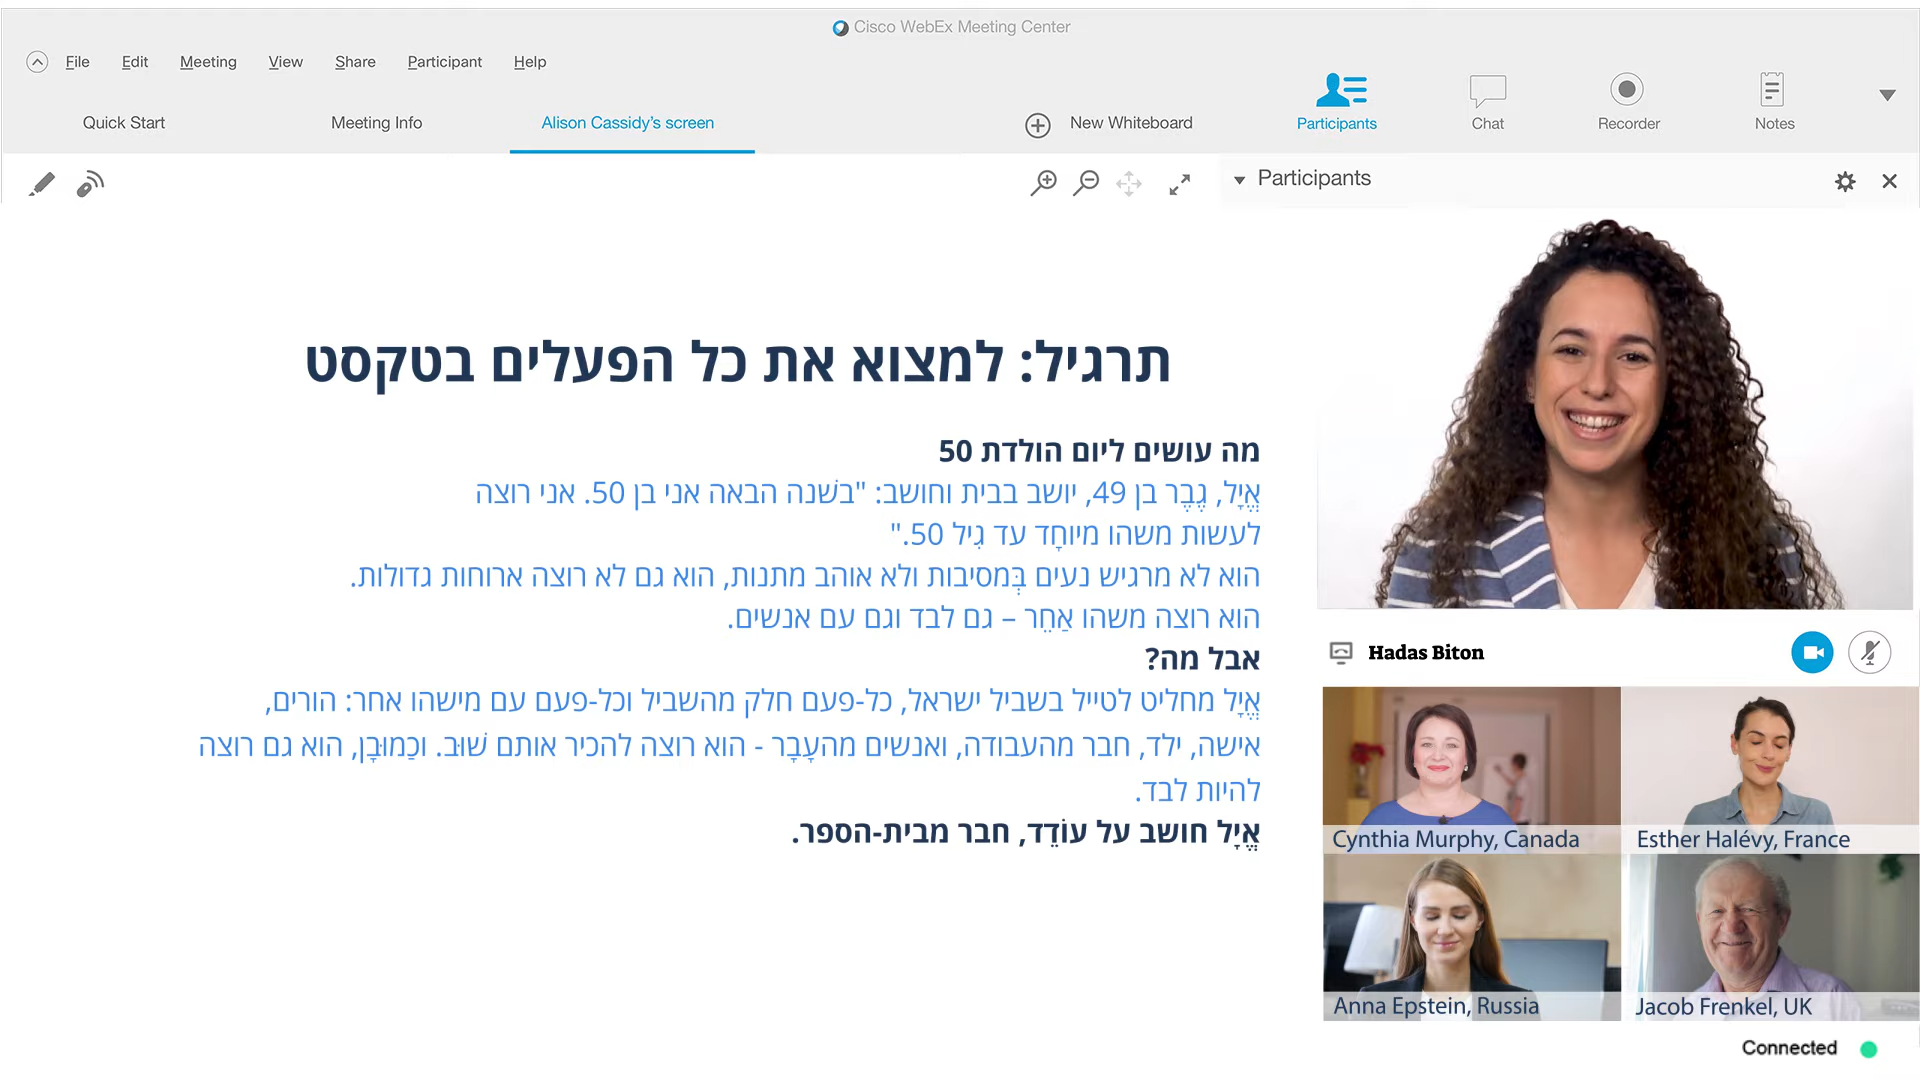 Cisco WebEx Meeting Center
File Edit Meeting View Share Participant Help
Quick Start Meeting Info Alison Cassidy's screen New Whiteboard Participants Chat Recorder Notes
Participants
תרגיל: למצוא את כל הפעלים בטקסט
מה עושים ליום הולדת 50
אֱיָל, גֶבֶר בן 49, יושב בבית וחושב: "בשׁנה הבאה אני בן 50. אני רוצה
לעשות משהו מיוחָד עד גִיל 50."
הוא לא מרגיש נעים בְּמסיבות ולא אוהב מתנות, הוא גם לא רוצה ארוחות גדולות.
הוא רוצה משהו אַחֵר – גם לבד וגם עם אנשים.
אבל מה?
אֱיָל מחליט לטייל בשביל ישראל, כל-פעם חלק מהשביל וכל-פעם עם מישהו אחר: הורים,
אישה, ילד, חבר מהעבודה, ואנשים מהעָבָר - הוא רוצה להכיר אותם שׁוּב. וכַמוּבָן, הוא גם רוצה
להיות לבד.
אֱיָל חושב על עוֹדֵד, חבר מבית-הספר.
Hadas Biton
Cynthia Murphy, Canada
Esther Halévy, France
Anna Epstein, Russia
Jacob Frenkel, UK
Connected